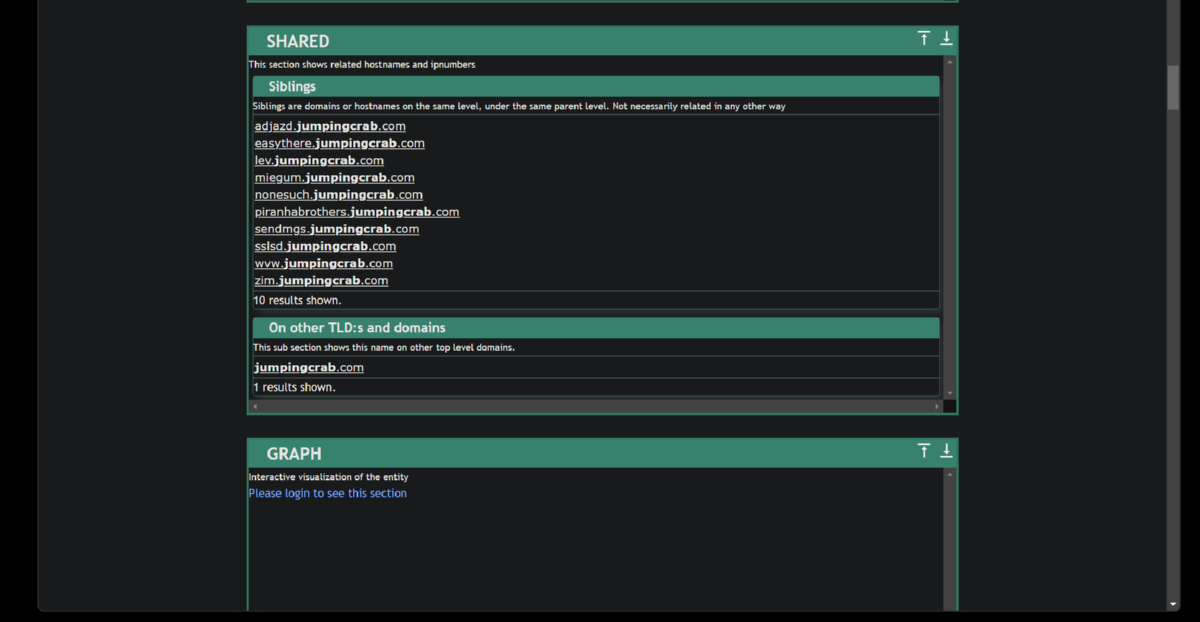 SHARED
This section shows related hostnames and ipnumbers
Siblings
Siblings are domains or hostnames on the same level, under the same parent level. Not necessarily related in any other way
adjazd.jumpingcrab.com
easythere.jumpingcrab.com
lev.jumpingcrab.com
miegum.jumpingcrab.com
nonesuch.jumpingcrab.com
piranhabrothers.jumpingcrab.com
sendmgs.jumpingcrab.com
sslsd.jumpingcrab.com
wvw.jumpingcrab.com
zim.jumpingcrab.com
10 results shown.
On other TLD:s and domains
This sub section shows this name on other top level domains.
jumpingcrab.com
1 results shown.
GRAPH
Interactive visualization of the entity
Please login to see this section